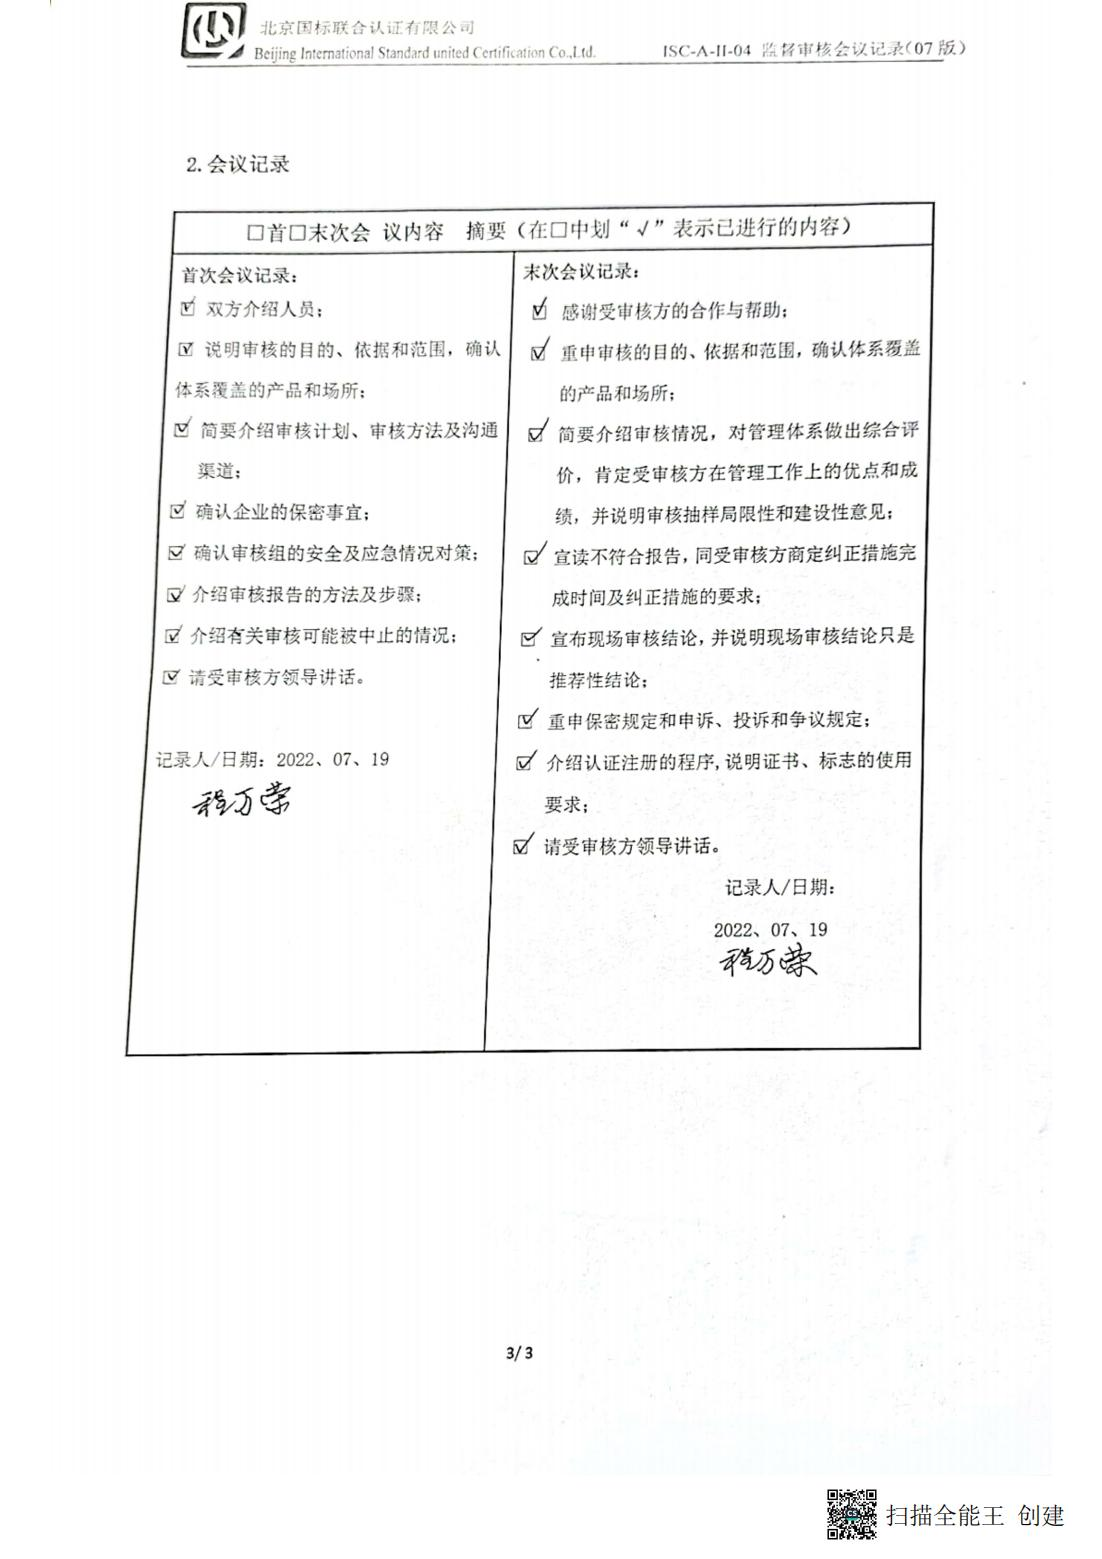 北京国标联合认证有限公司
Beijing International Standard united Certification Co.,Ltd.
ISC-A-II-04 监督审核会议记录(07版)
2.会议记录
□首□末次会 议内容 摘要(在□中划“√”表示已进行的内容)
首次会议记录:
☑ 双方介绍人员;
☑ 说明审核的目的、依据和范围,确认
体系覆盖的产品和场所;
☑ 简要介绍审核计划、审核方法及沟通
渠道;
☑ 确认企业的保密事宜;
☑ 确认审核组的安全及应急情况对策;
☑ 介绍审核报告的方法及步骤;
☑ 介绍有关审核可能被中止的情况;
☑ 请受审核方领导讲话。
记录人/日期: 2022、07、19
程万荣
末次会议记录:
☑ 感谢受审核方的合作与帮助;
☑ 重申审核的目的、依据和范围,确认体系覆盖
的产品和场所;
☑ 简要介绍审核情况,对管理体系做出综合评
价,肯定受审核方在管理工作上的优点和成
绩,并说明审核抽样局限性和建设性意见;
☑ 宣读不符合报告,同受审核方商定纠正措施完
成时间及纠正措施的要求;
☑ 宣布现场审核结论,并说明现场审核结论只是
推荐性结论;
☑ 重申保密规定和申诉、投诉和争议规定;
☑ 介绍认证注册的程序,说明证书、标志的使用
要求;
☑ 请受审核方领导讲话。
记录人/日期:
2022、07、19
程万荣
3/3
扫描全能王 创建